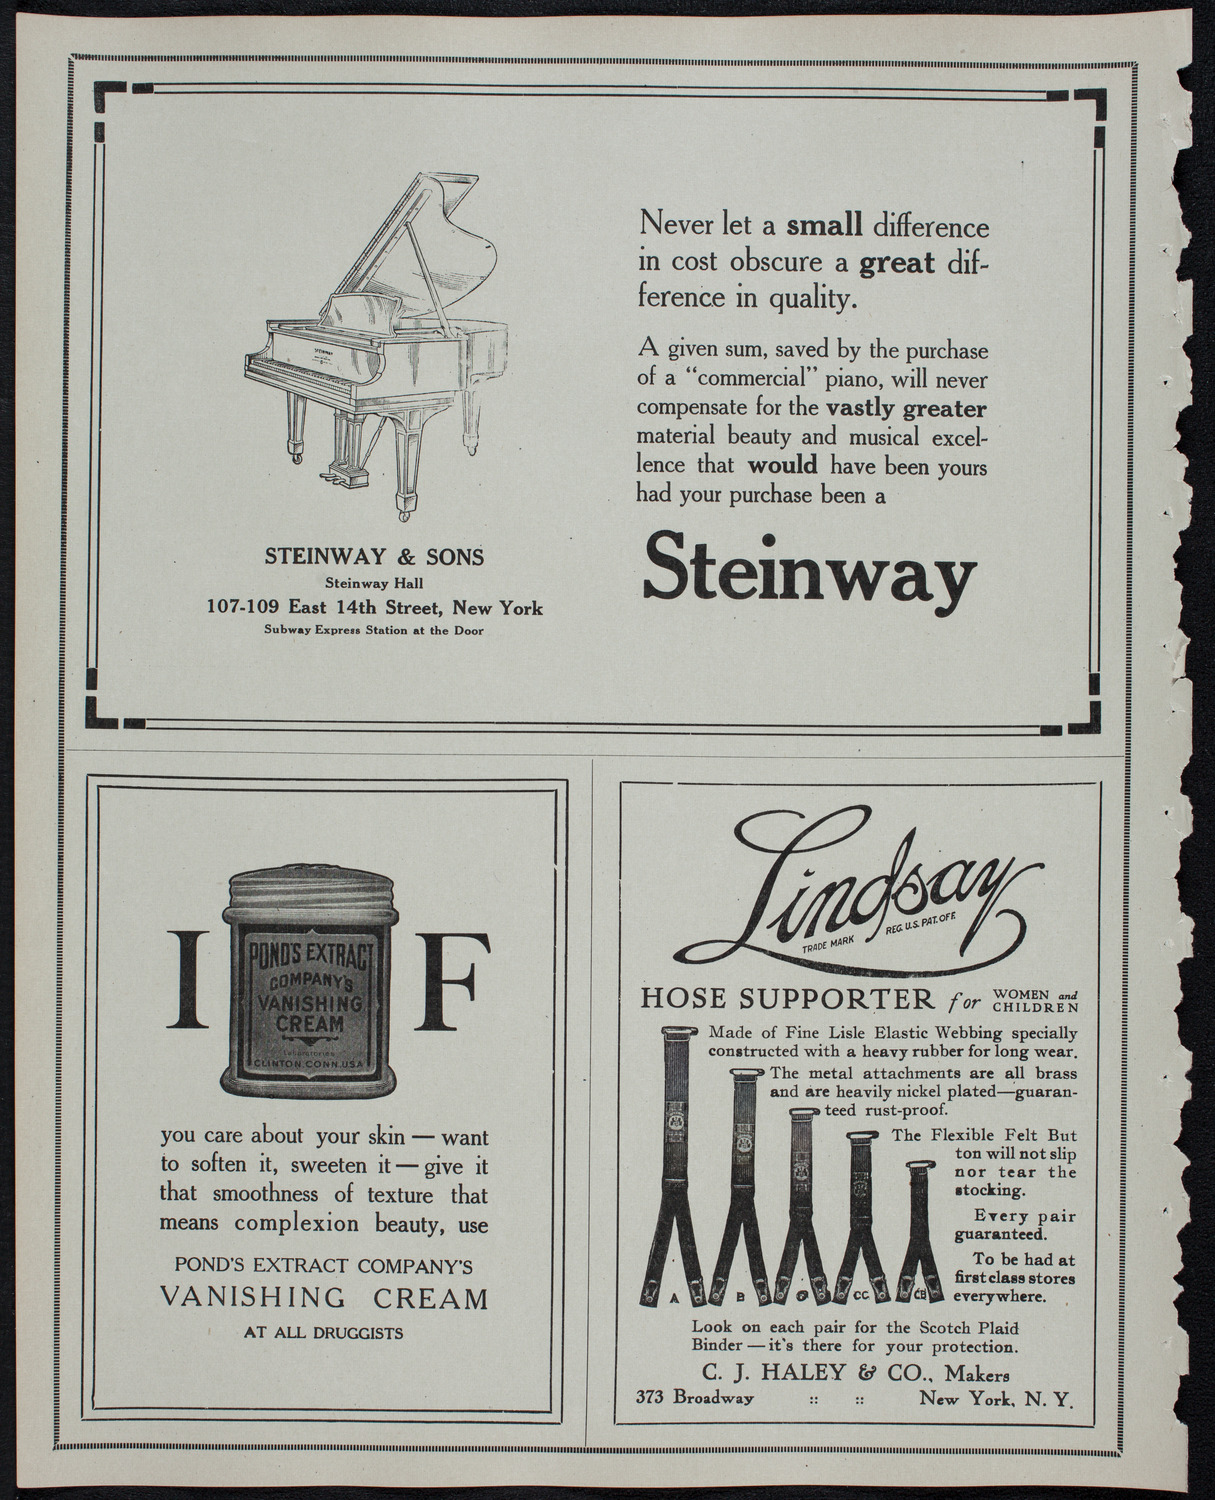 Never let a small difference
in cost obscure a great dif-
ference in quality.
A given sum, saved by the purchase
of a "commercial" piano, will never
compensate for the vastly greater
material beauty and musical excel-
lence that would have been yours
had your purchase been a
Steinway
STEINWAY
STEINWAY & SONS
Steinway Hall
107-109 East 14th Street, New York
Subway Express Station at the Door
I F
POND'S EXTRACT
COMPANY'S
VANISHING
CREAM
Laboratories
CLINTON.CONN.USA
you care about your skin — want
to soften it, sweeten it — give it
that smoothness of texture that
means complexion beauty, use
POND'S EXTRACT COMPANY'S
VANISHING CREAM
AT ALL DRUGGISTS
Lindsay
TRADE MARK REG. U.S. PAT. OFF.
HOSE SUPPORTER for WOMEN and CHILDREN
Made of Fine Lisle Elastic Webbing specially
constructed with a heavy rubber for long wear.
The metal attachments are all brass
and are heavily nickel plated—guaran-
teed rust-proof.
The Flexible Felt But
ton will not slip
nor tear the
stocking.
Every pair
guaranteed.
To be had at
first class stores
everywhere.
A B C CC CB
Look on each pair for the Scotch Plaid
Binder — it's there for your protection.
C. J. HALEY & CO., Makers
373 Broadway :: :: New York, N. Y.